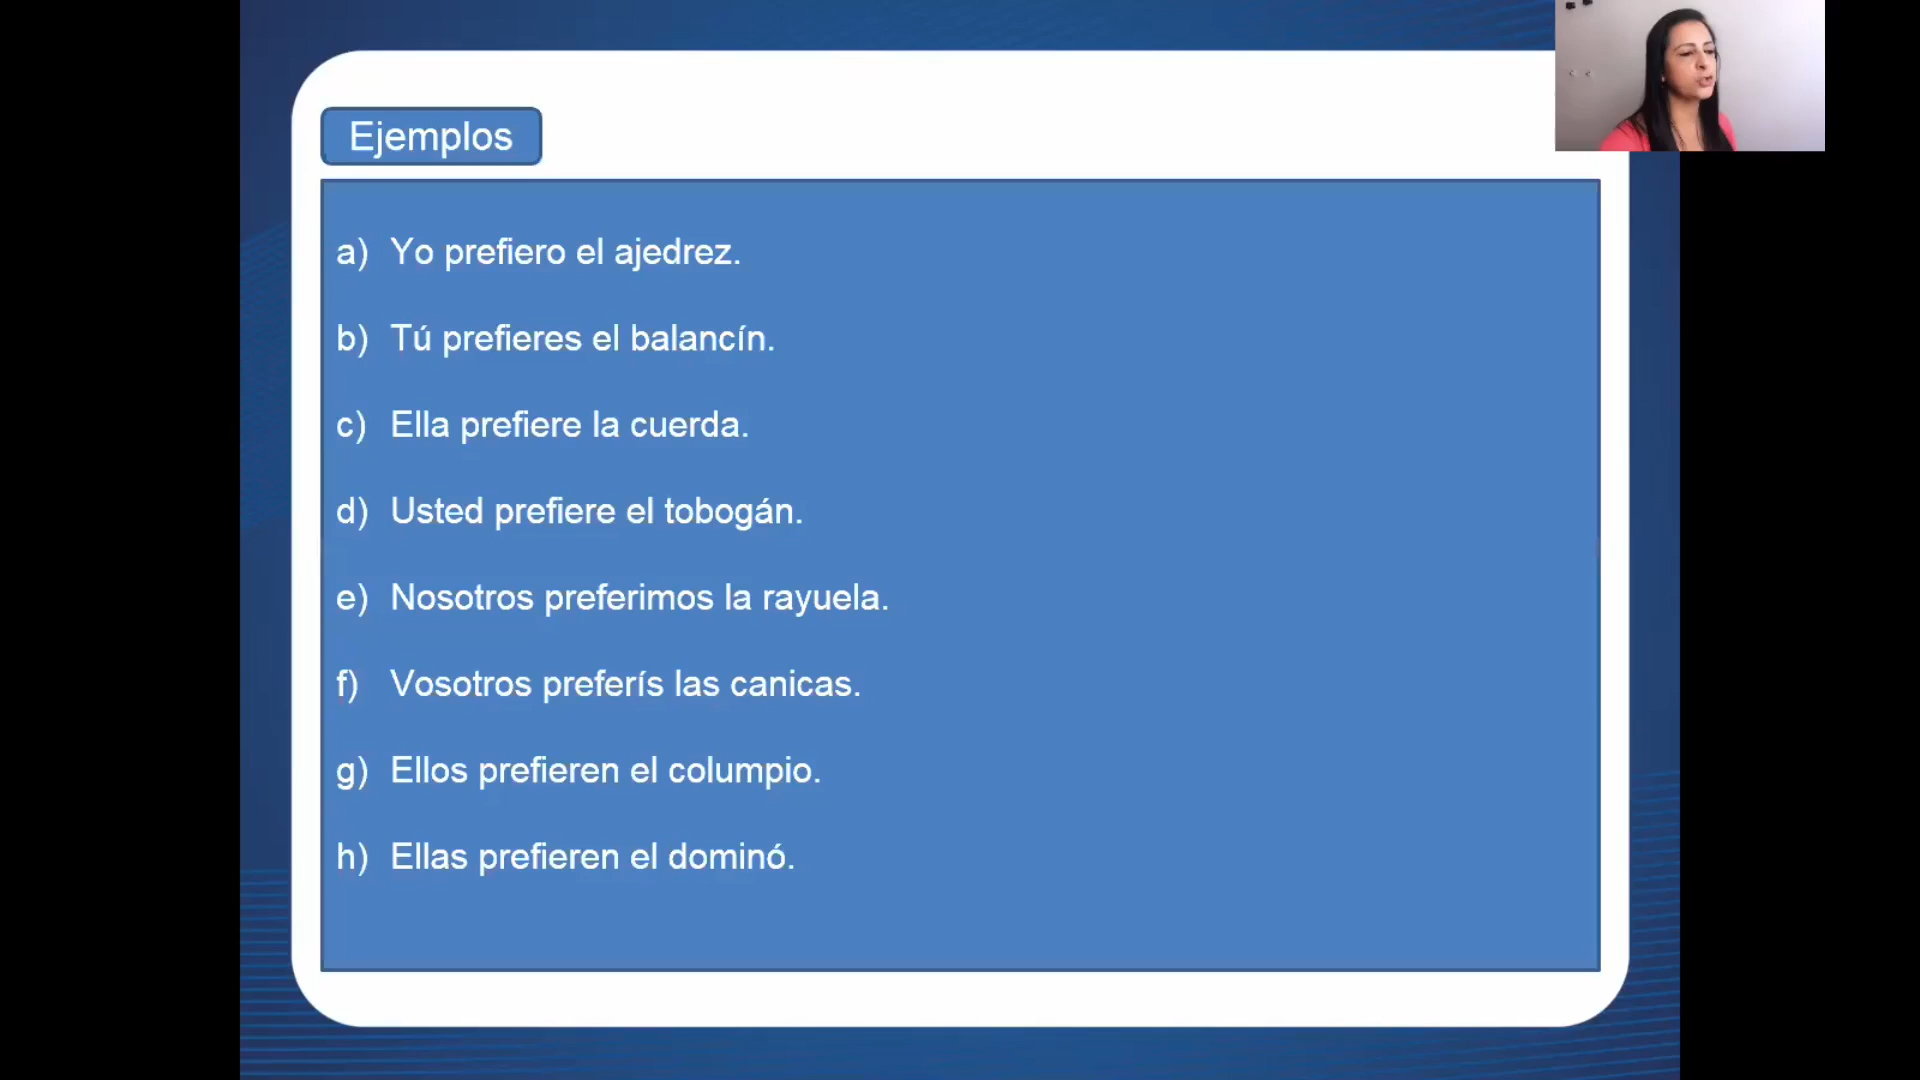 Ejemplos
a) Yo prefiero el ajedrez.
b) Tú prefieres el balancín.
c) Ella prefiere la cuerda.
d) Usted prefiere el tobogán.
e) Nosotros preferimos la rayuela.
f) Vosotros preferís las canicas.
g) Ellos prefieren el columpio.
h) Ellas prefieren el dominó.